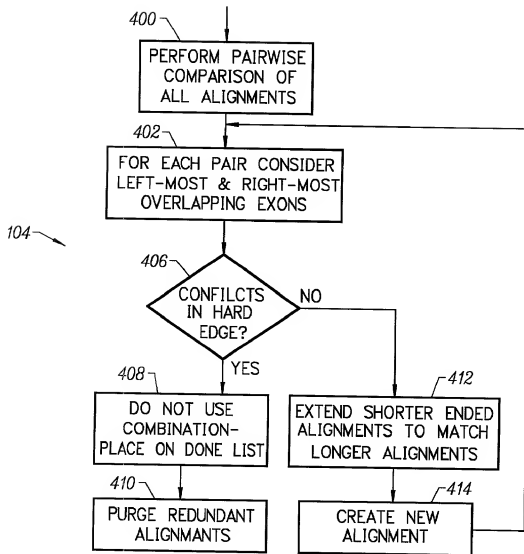 400
PERFORM PAIRWISE
COMPARISON OF
ALL ALIGNMENTS
402
FOR EACH PAIR CONSIDER
LEFT-MOST & RIGHT-MOST
OVERLAPPING EXONS
104
406
CONFILCTS
IN HARD
EDGE?
NO
YES
408
DO NOT USE
COMBINATION-
PLACE ON DONE LIST
412
EXTEND SHORTER ENDED
ALIGNMENTS TO MATCH
LONGER ALIGNMENTS
410
PURGE REDUNDANT
ALIGNMANTS
414
CREATE NEW
ALIGNMENT